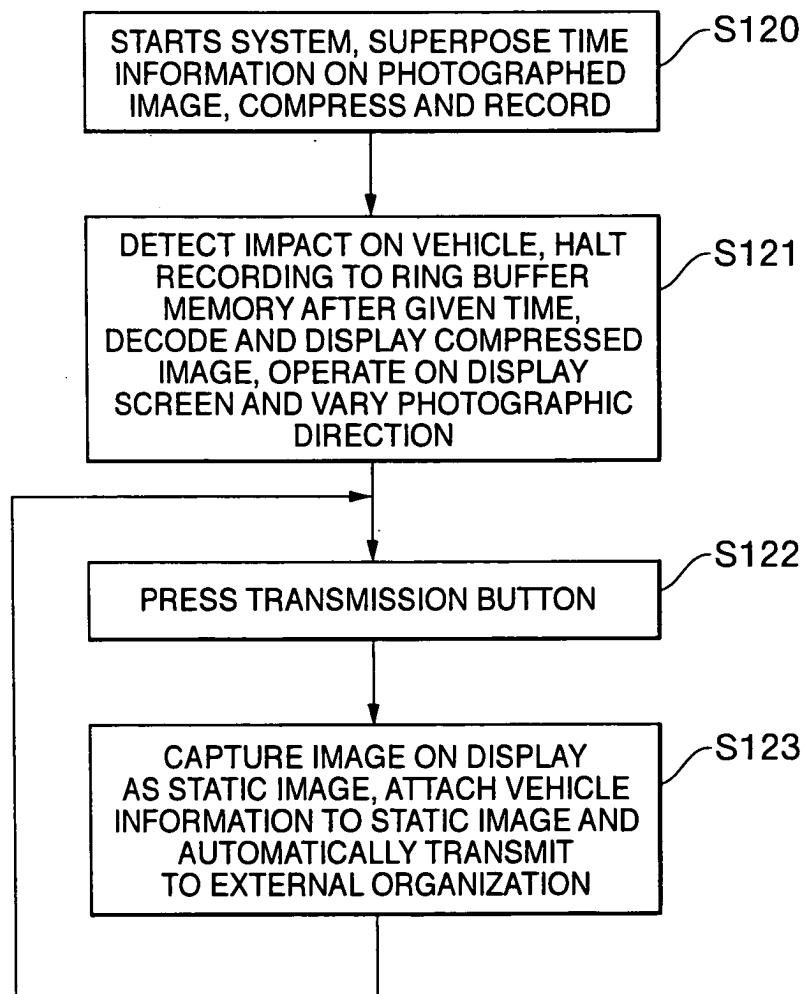 STARTS SYSTEM, SUPERPOSE TIME
INFORMATION ON PHOTOGRAPHED
IMAGE, COMPRESS AND RECORD
S120
DETECT IMPACT ON VEHICLE, HALT
RECORDING TO RING BUFFER
MEMORY AFTER GIVEN TIME,
DECODE AND DISPLAY COMPRESSED
IMAGE, OPERATE ON DISPLAY
SCREEN AND VARY PHOTOGRAPHIC
DIRECTION
S121
PRESS TRANSMISSION BUTTON
S122
CAPTURE IMAGE ON DISPLAY
AS STATIC IMAGE, ATTACH VEHICLE
INFORMATION TO STATIC IMAGE AND
AUTOMATICALLY TRANSMIT
TO EXTERNAL ORGANIZATION
S123